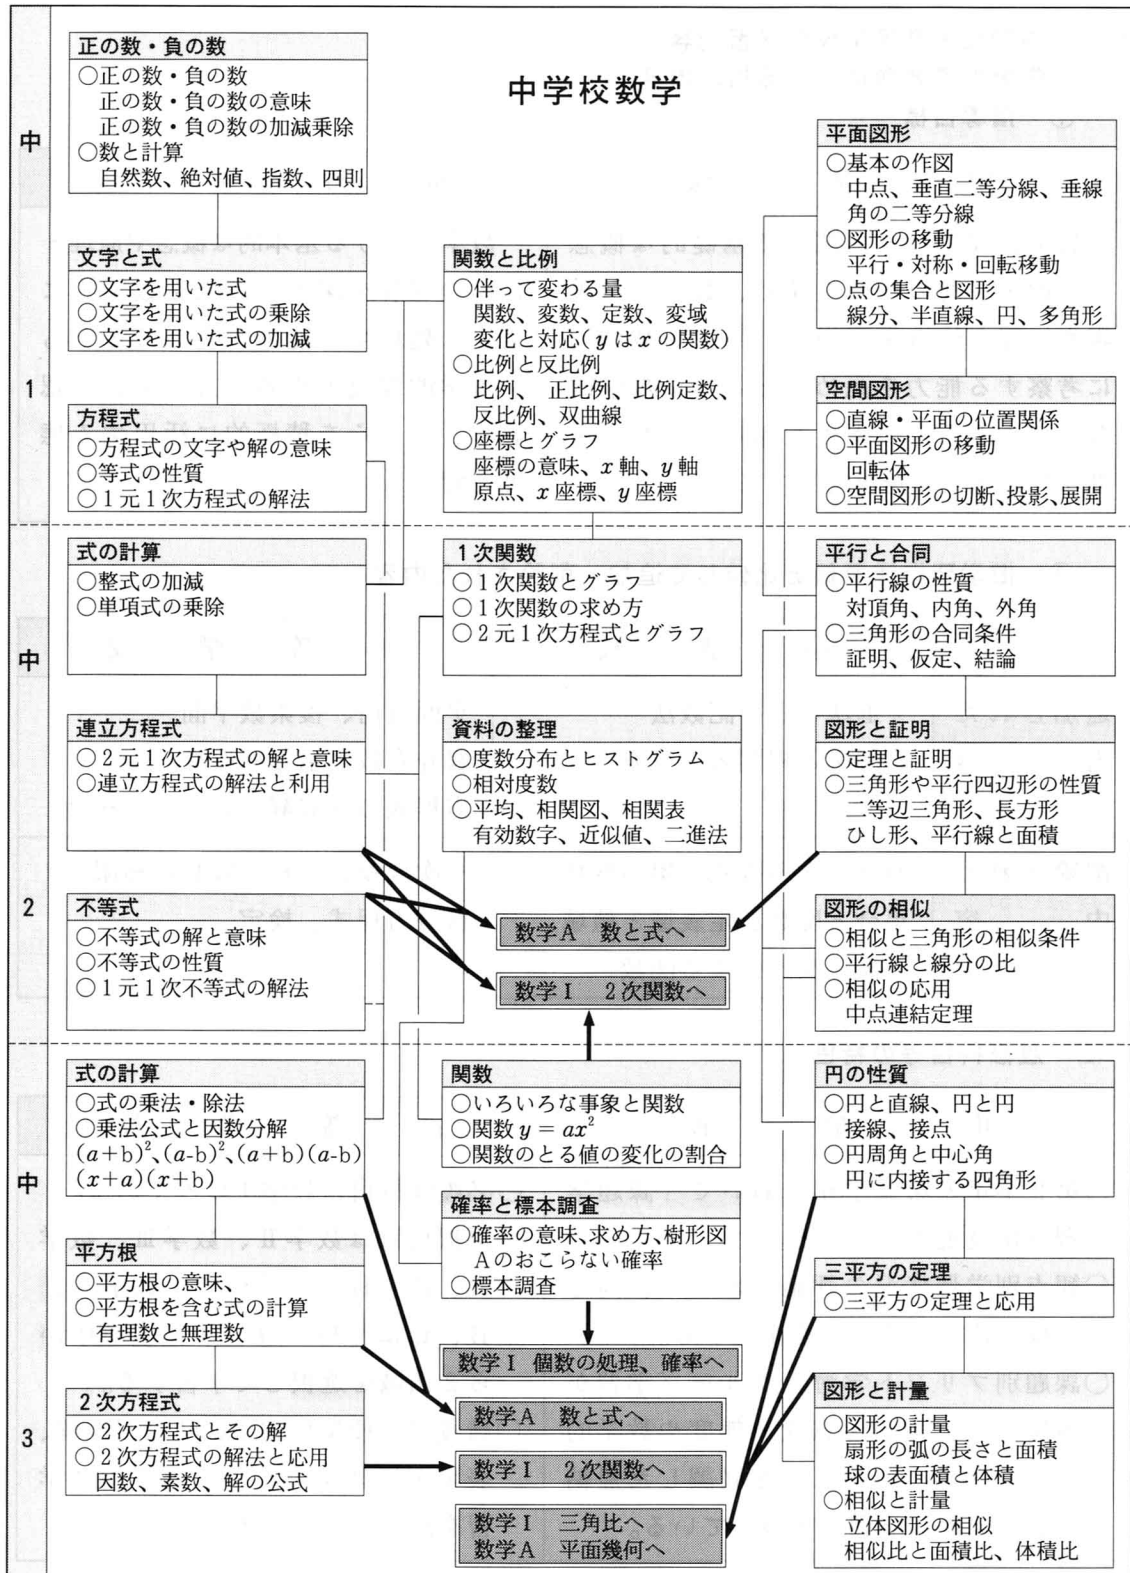 中学校数学
中
1
正の数・負の数
○正の数・負の数
正の数・負の数の意味
正の数・負の数の加減乗除
○数と計算
自然数、絶対値、指数、四則
文字と式
○文字を用いた式
○文字を用いた式の乗除
○文字を用いた式の加減
方程式
○方程式の文字や解の意味
○等式の性質
○1元1次方程式の解法
関数と比例
○伴って変わる量
関数、変数、定数、変域
変化と対応(yはxの関数)
○比例と反比例
比例、 正比例、比例定数、
反比例、双曲線
○座標とグラフ
座標の意味、x軸、y軸
原点、x座標、y座標
平面図形
○基本の作図
中点、垂直二等分線、垂線
角の二等分線
○図形の移動
平行・対称・回転移動
○点の集合と図形
線分、半直線、円、多角形
空間図形
○直線・平面の位置関係
○平面図形の移動
回転体
○空間図形の切断、投影、展開
中
2
式の計算
○整式の加減
○単項式の乗除
連立方程式
○2元1次方程式の解と意味
○連立方程式の解法と利用
不等式
○不等式の解と意味
○不等式の性質
○1元1次不等式の解法
1次関数
○1次関数とグラフ
○1次関数の求め方
○2元1次方程式とグラフ
資料の整理
○度数分布とヒストグラム
○相対度数
○平均、相関図、相関表
有効数字、近似値、二進法
数学A 数と式へ
数学I 2次関数へ
平行と合同
○平行線の性質
対頂角、内角、外角
○三角形の合同条件
証明、仮定、結論
図形と証明
○定理と証明
○三角形や平行四辺形の性質
二等辺三角形、長方形
ひし形、平行線と面積
図形の相似
○相似と三角形の相似条件
○平行線と線分の比
○相似の応用
中点連結定理
中
3
式の計算
○式の乗法・除法
○乗法公式と因数分解
(a+b)²、(a-b)²、(a+b)(a-b)
(x+a)(x+b)
平方根
○平方根の意味、
○平方根を含む式の計算
有理数と無理数
2次方程式
○2次方程式とその解
○2次方程式の解法と応用
因数、素数、解の公式
関数
○いろいろな事象と関数
○関数 y = ax²
○関数のとる値の変化の割合
確率と標本調査
○確率の意味、求め方、樹形図
Aのおこらない確率
○標本調査
数学I 個数の処理、確率へ
数学A 数と式へ
数学I 2次関数へ
数学I 三角比へ
数学A 平面幾何へ
円の性質
○円と直線、円と円
接線、接点
○円周角と中心角
円に内接する四角形
三平方の定理
○三平方の定理と応用
図形と計量
○図形の計量
扇形の弧の長さと面積
球の表面積と体積
○相似と計量
立体図形の相似
相似比と面積比、体積比